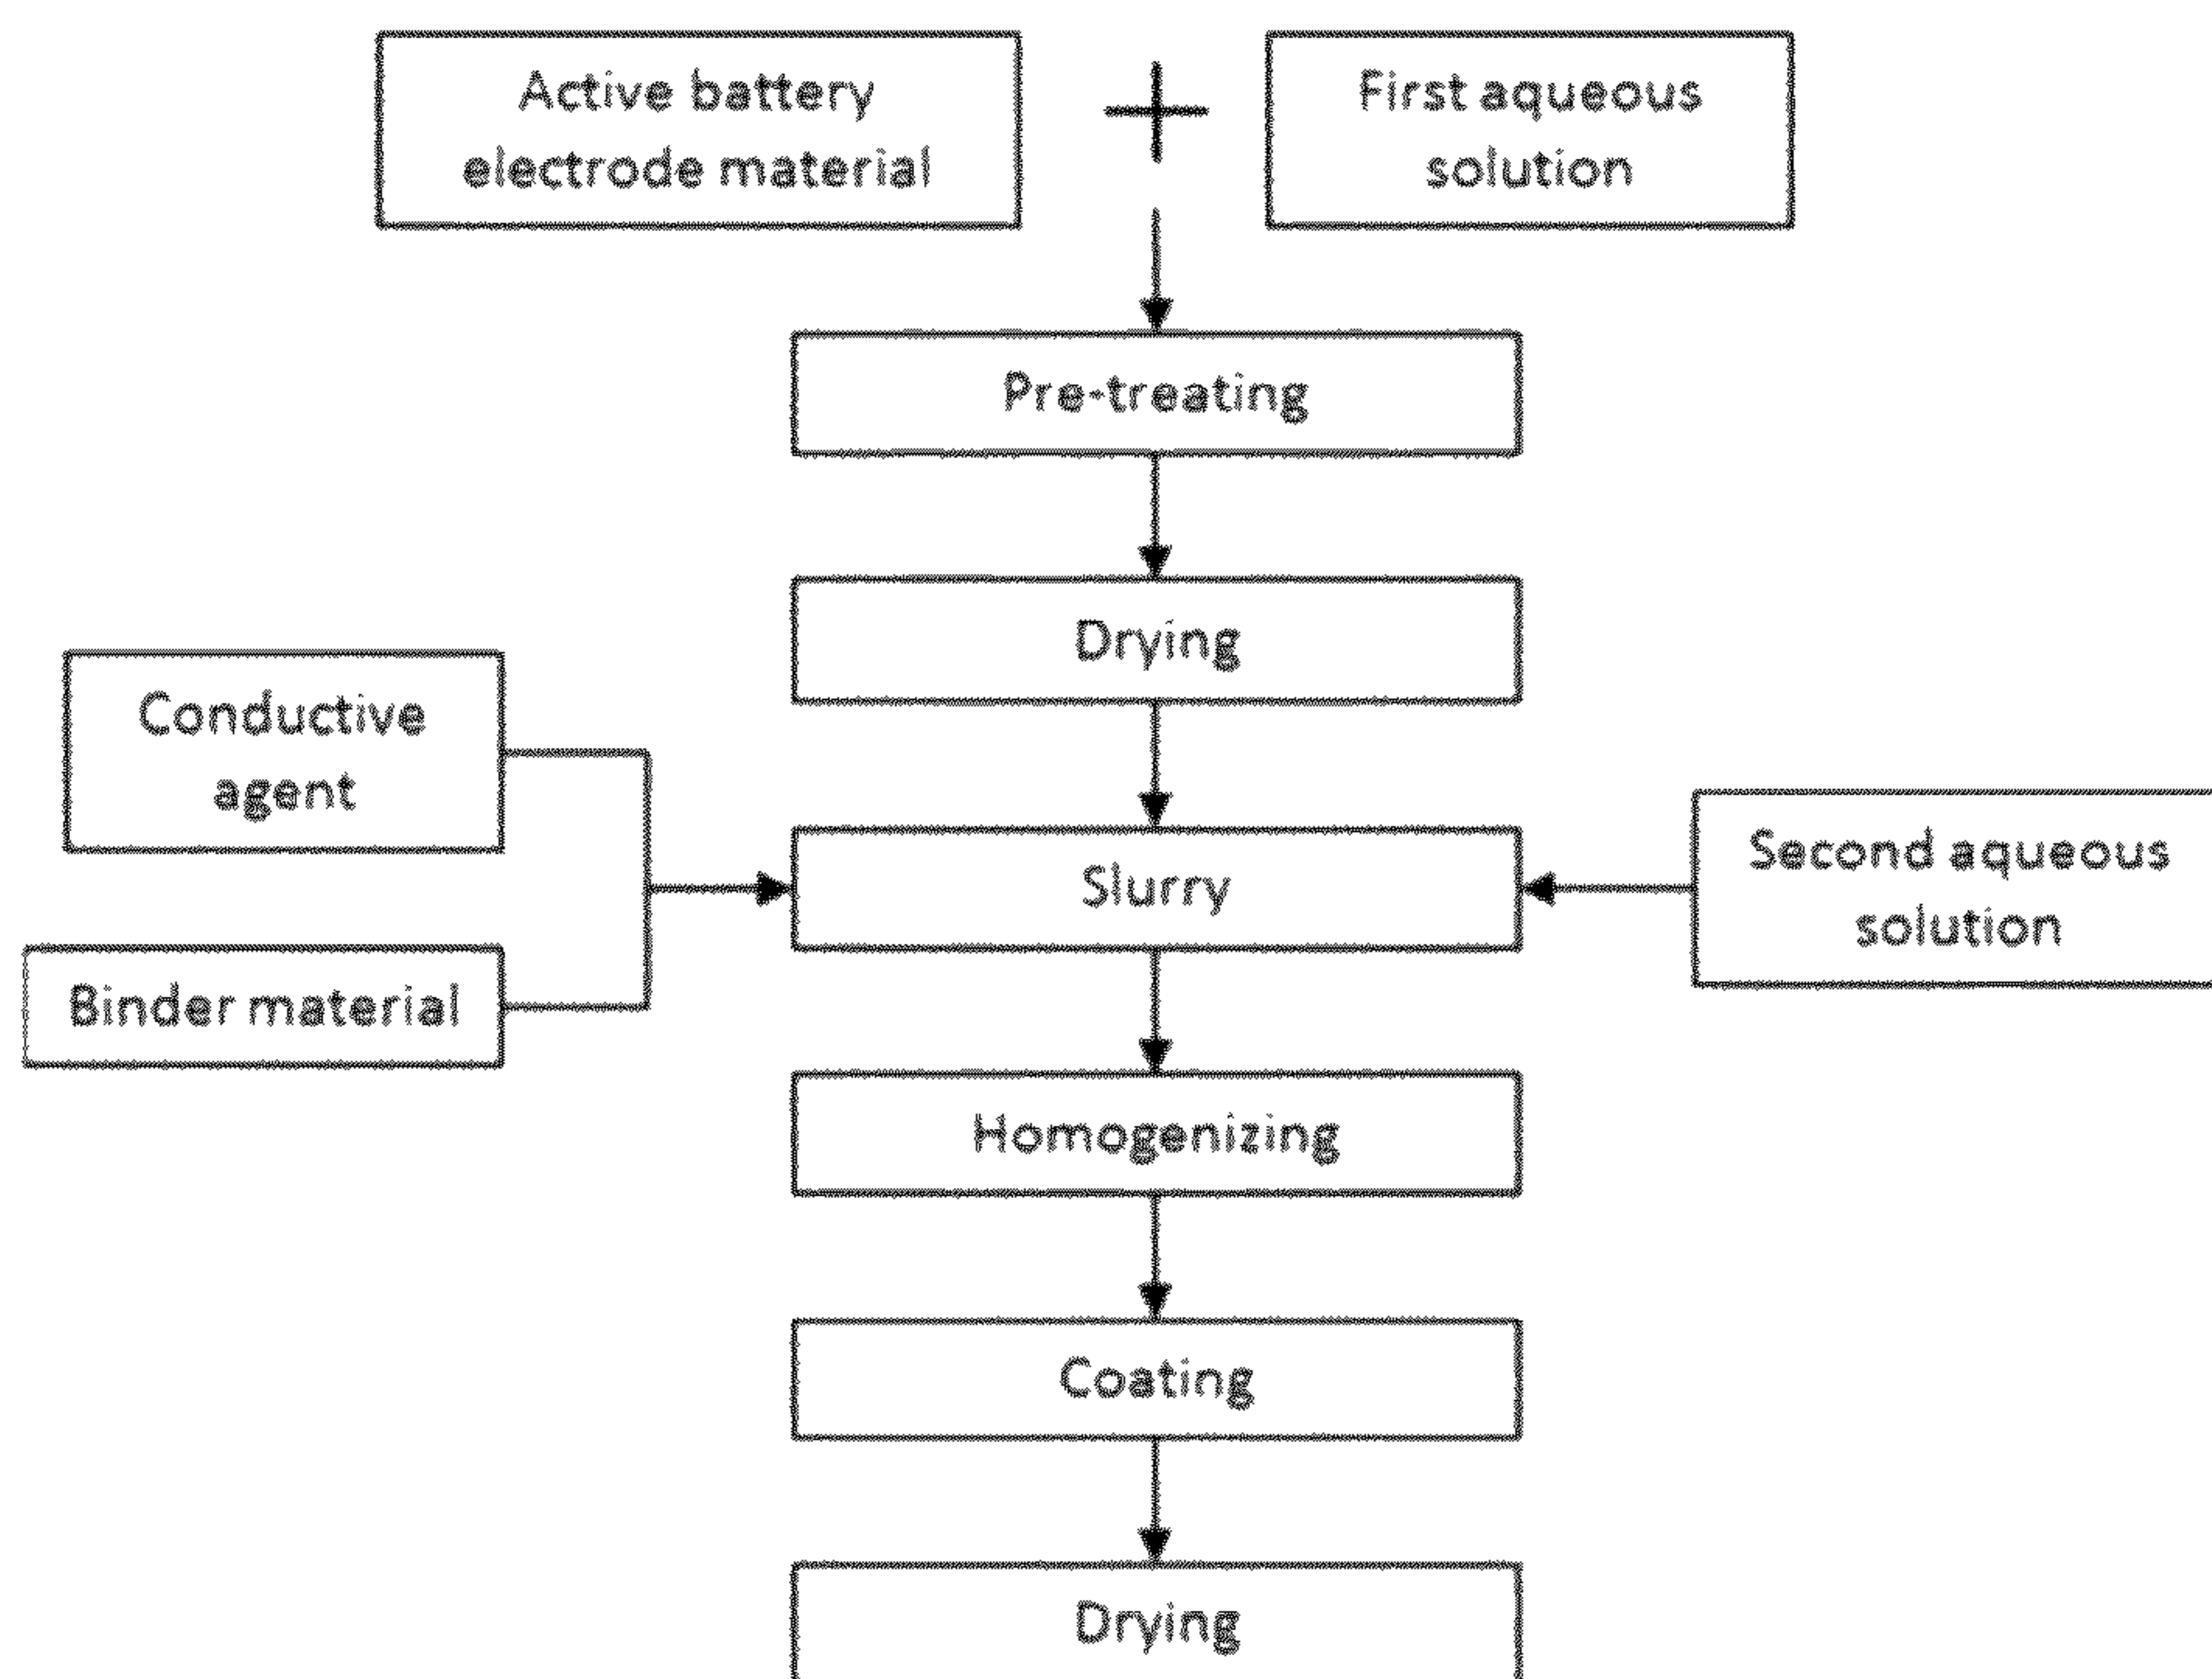 Active battery
electrode material
+
First aqueous
solution
Pre-treating
Drying
Conductive
agent
Binder material
Slurry
Second aqueous
solution
Homogenizing
Coating
Drying